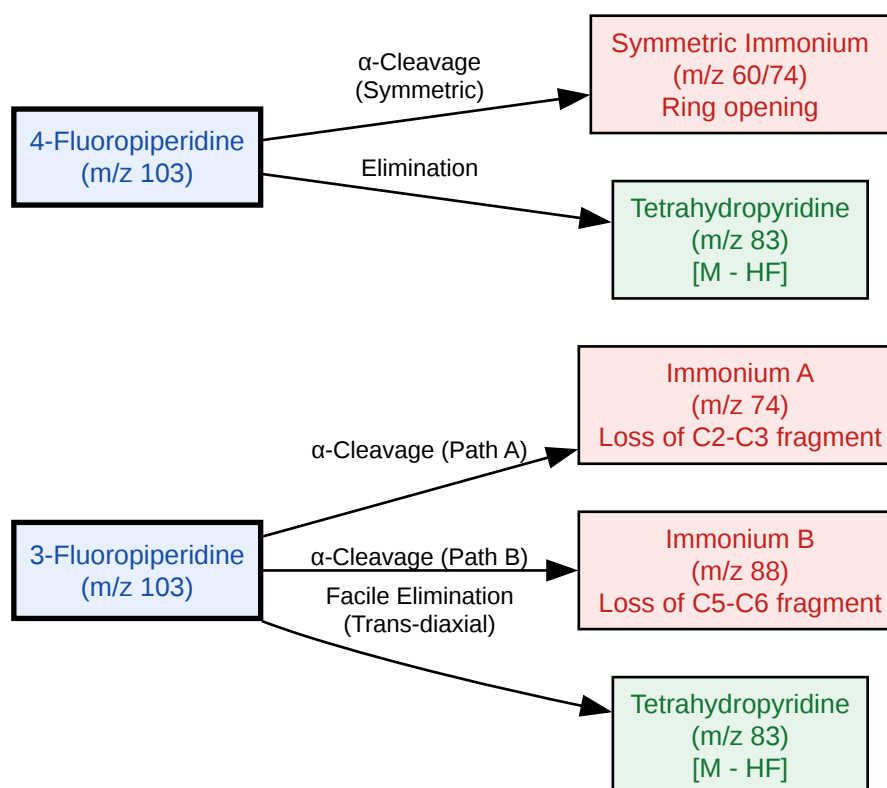 α-Cleavage
(Symmetric)
Symmetric Immonium
(m/z 60/74)
Ring opening
4-Fluoropiperidine
(m/z 103)
Elimination
Tetrahydropyridine
(m/z 83)
[M - HF]
Immonium A
(m/z 74)
Loss of C2-C3 fragment
α-Cleavage (Path A)
3-Fluoropiperidine
(m/z 103)
α-Cleavage (Path B)
Immonium B
(m/z 88)
Loss of C5-C6 fragment
Facile Elimination
(Trans-diaxial)
Tetrahydropyridine
(m/z 83)
[M - HF]